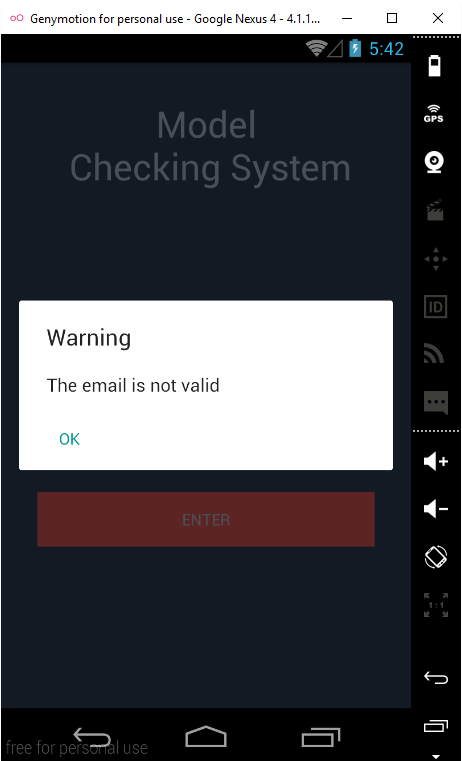 Genymotion for personal use - Google Nexus 4 - 4.1.1...
5:42
GPS
Model
Checking System
ID
Warning
The email is not valid
OK
ENTER
1:1
free for personal use